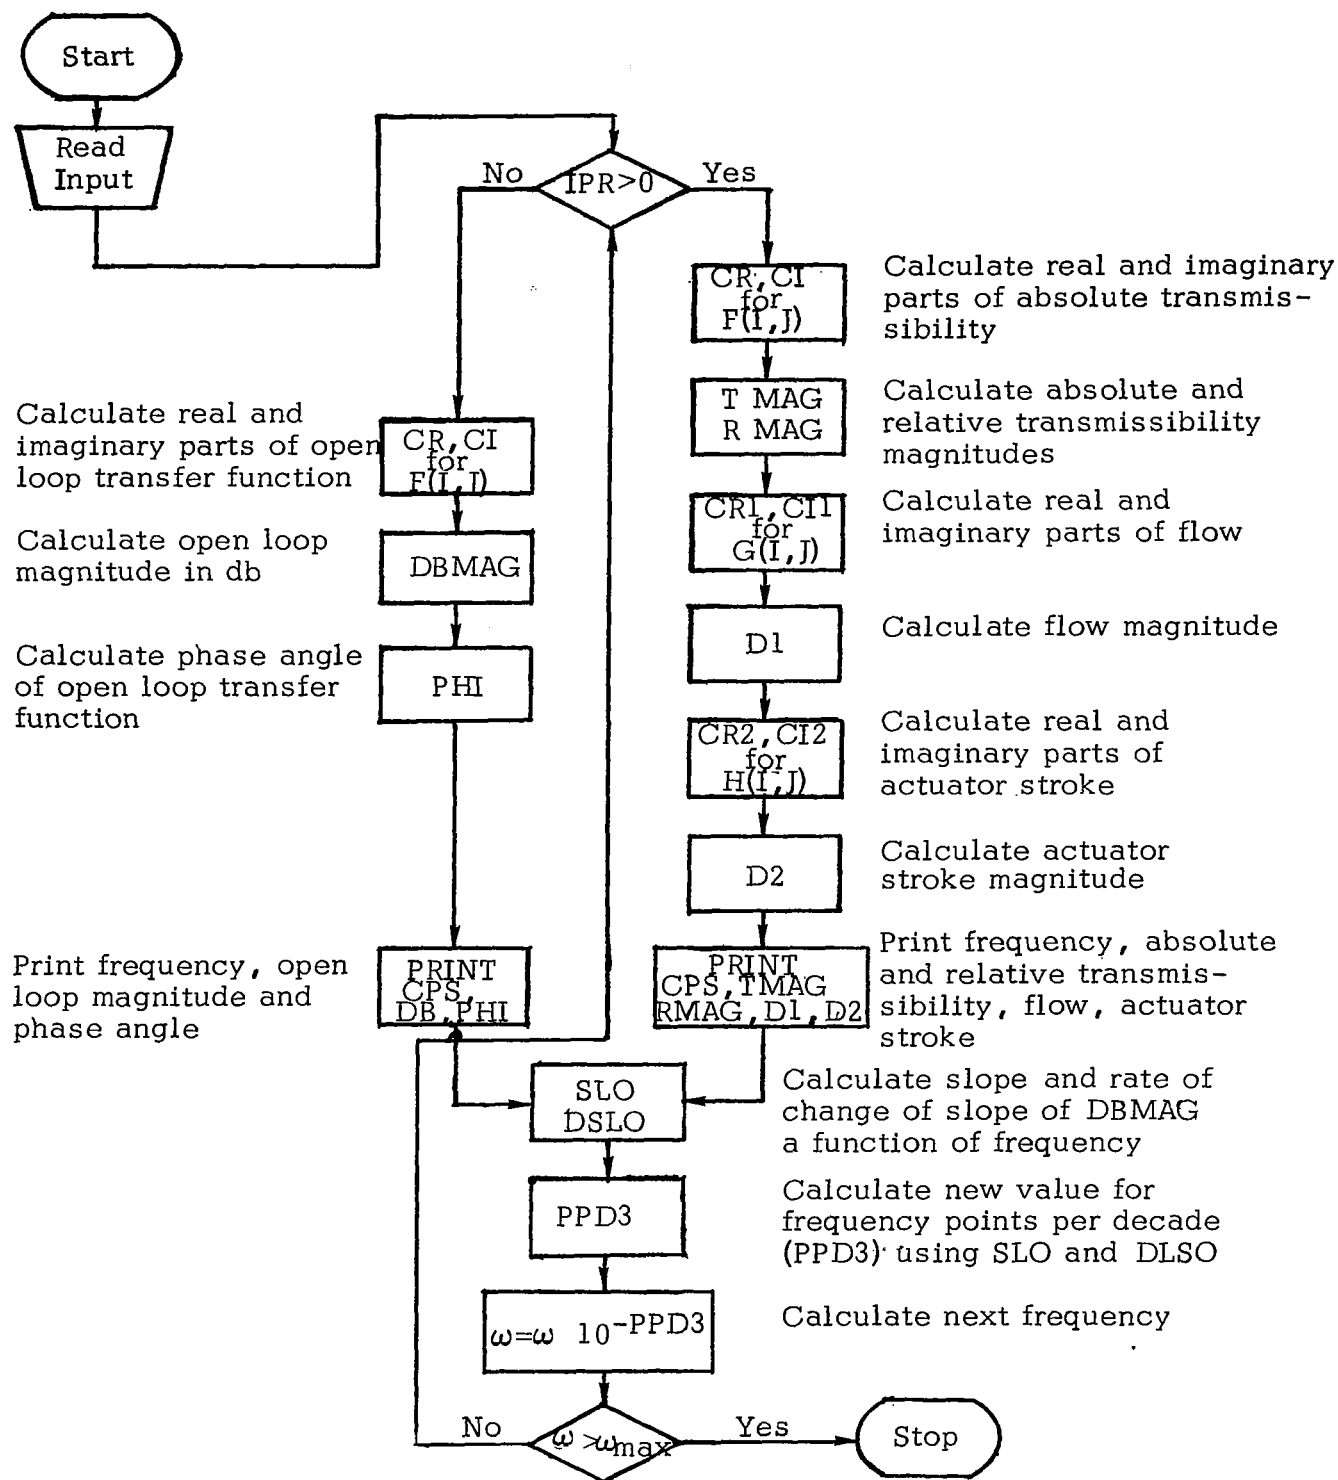 Start
Read
Input
IPR>0
No
Yes
CR,CI
for
F(I,J)
Calculate real and imaginary
parts of absolute transmis-
sibility
T MAG
R MAG
Calculate absolute and
relative transmissibility
magnitudes
CR1,CI1
for
G(I,J)
Calculate real and
imaginary parts of flow
D1
Calculate flow magnitude
CR2,CI2
for
H(I,J)
Calculate real and
imaginary parts of
actuator stroke
D2
Calculate actuator
stroke magnitude
PRINT
CPS,TMAG
RMAG,D1,D2
Print frequency, absolute
and relative transmis-
sibility, flow, actuator
stroke
Calculate real and
imaginary parts of open
loop transfer function
CR,CI
for
F(I,J)
Calculate open loop
magnitude in db
DBMAG
Calculate phase angle
of open loop transfer
function
PHI
Print frequency, open
loop magnitude and
phase angle
PRINT
CPS,
DB,PHI
SLO
DSLO
Calculate slope and rate of
change of slope of DBMAG
a function of frequency
PPD3
Calculate new value for
frequency points per decade
(PPD3) using SLO and DLSO
ω=ω 10-PPD3
Calculate next frequency
ω>ωmax
No
Yes
Stop